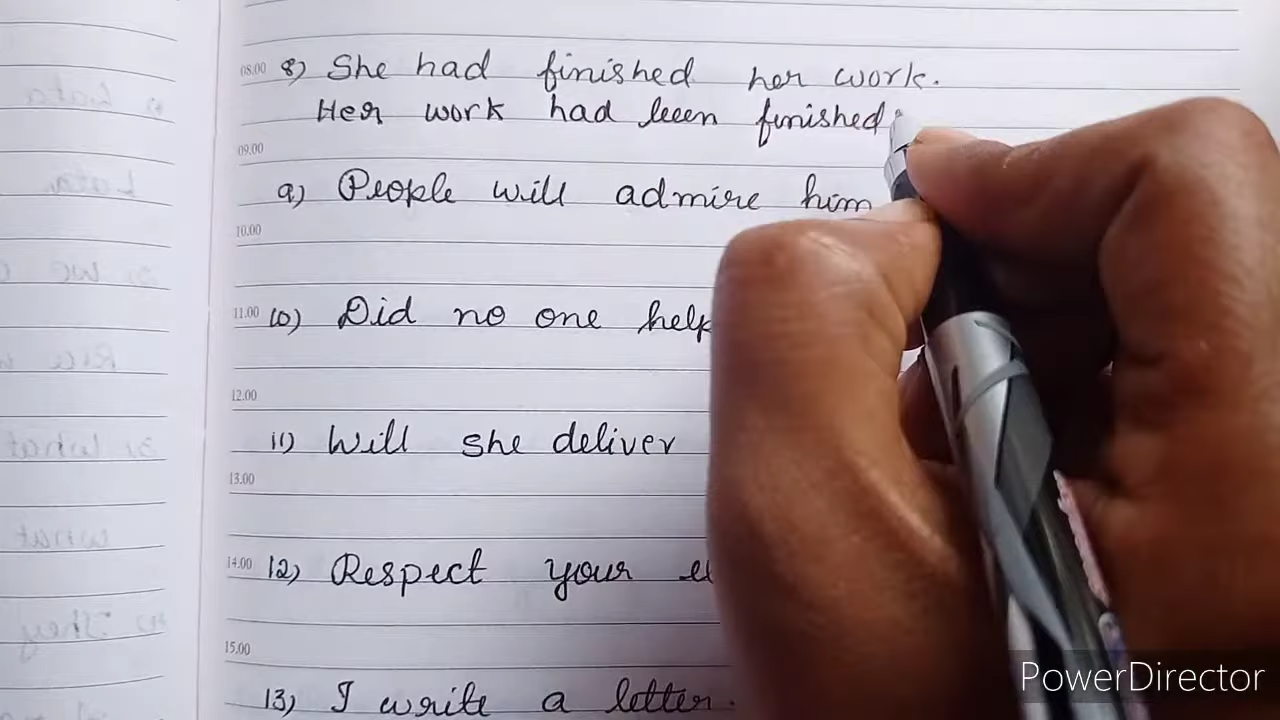 08.00 8) She had finished her work.
Her work had been finished
09.00
9) People will admire him
10.00
11.00 10) Did no one help
12.00
11) Will she deliver
13.00
14.00 12) Respect your
15.00
13) I write a letter.
PowerDirector